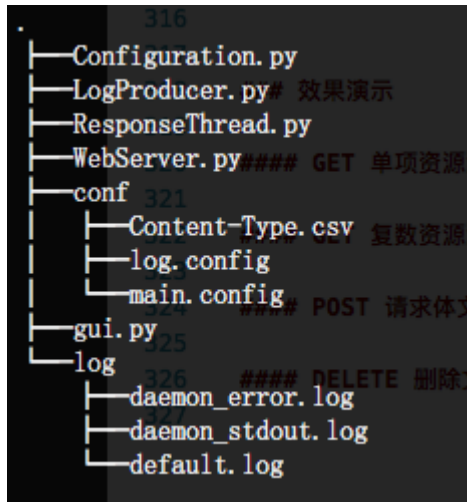 .
├──Configuration.py
├──LogProducer.py
├──ResponseThread.py
├──WebServer.py
├──conf
│   ├──Content-Type.csv
│   ├──log.config
│   └──main.config
├──gui.py
└──log
    ├──daemon_error.log
    ├──daemon_stdout.log
    └──default.log
316
### 效果演示
#### GET 单项资源
321
#### GET 复数资源
#### POST 请求体
324
325
326 #### DELETE 删除
327